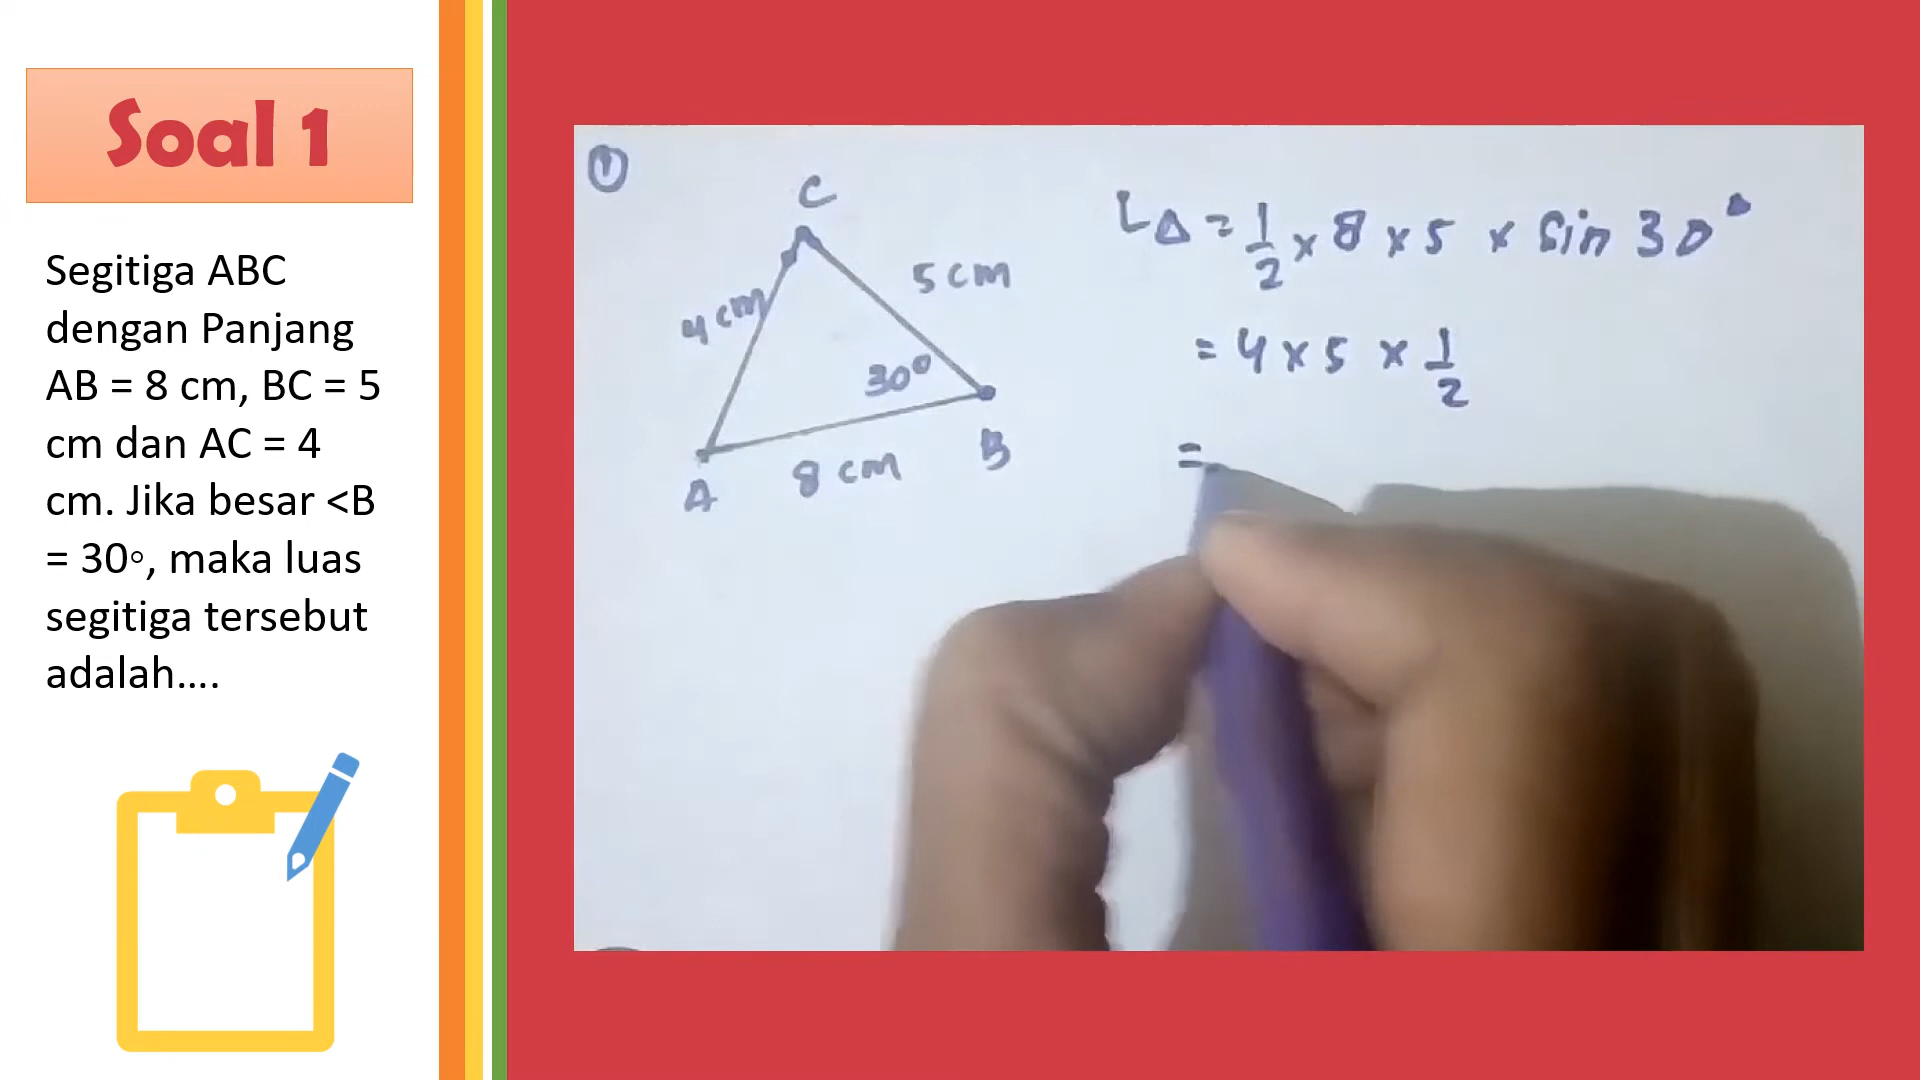 Soal 1
Segitiga ABC
dengan Panjang
AB = 8 cm, BC = 5
cm dan AC = 4
cm. Jika besar <B
= 30◦, maka luas
segitiga tersebut
adalah....
①
C
4 cm
5 cm
30°
A
8 cm
B
L△ = 1/2 × 8 × 5 × Sin 30°
= 4 × 5 × 1/2
=